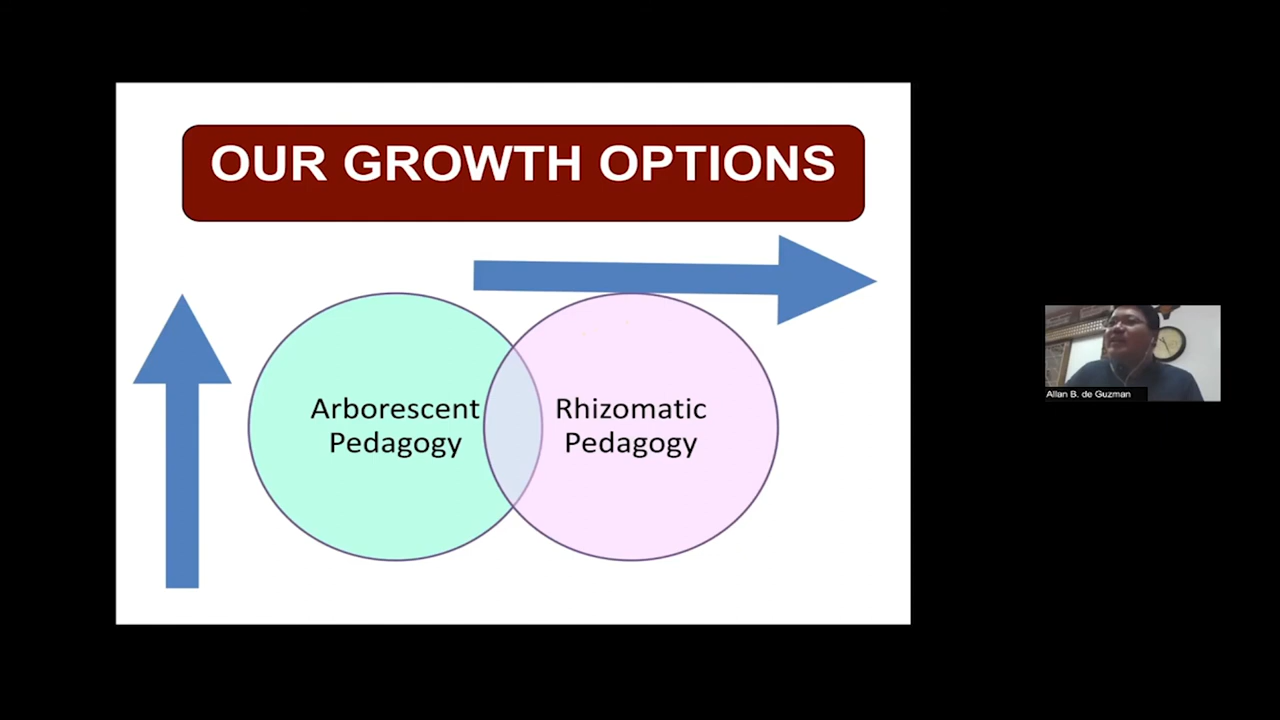 OUR GROWTH OPTIONS
Arborescent
Pedagogy
Rhizomatic
Pedagogy
Allan B. de Guzman